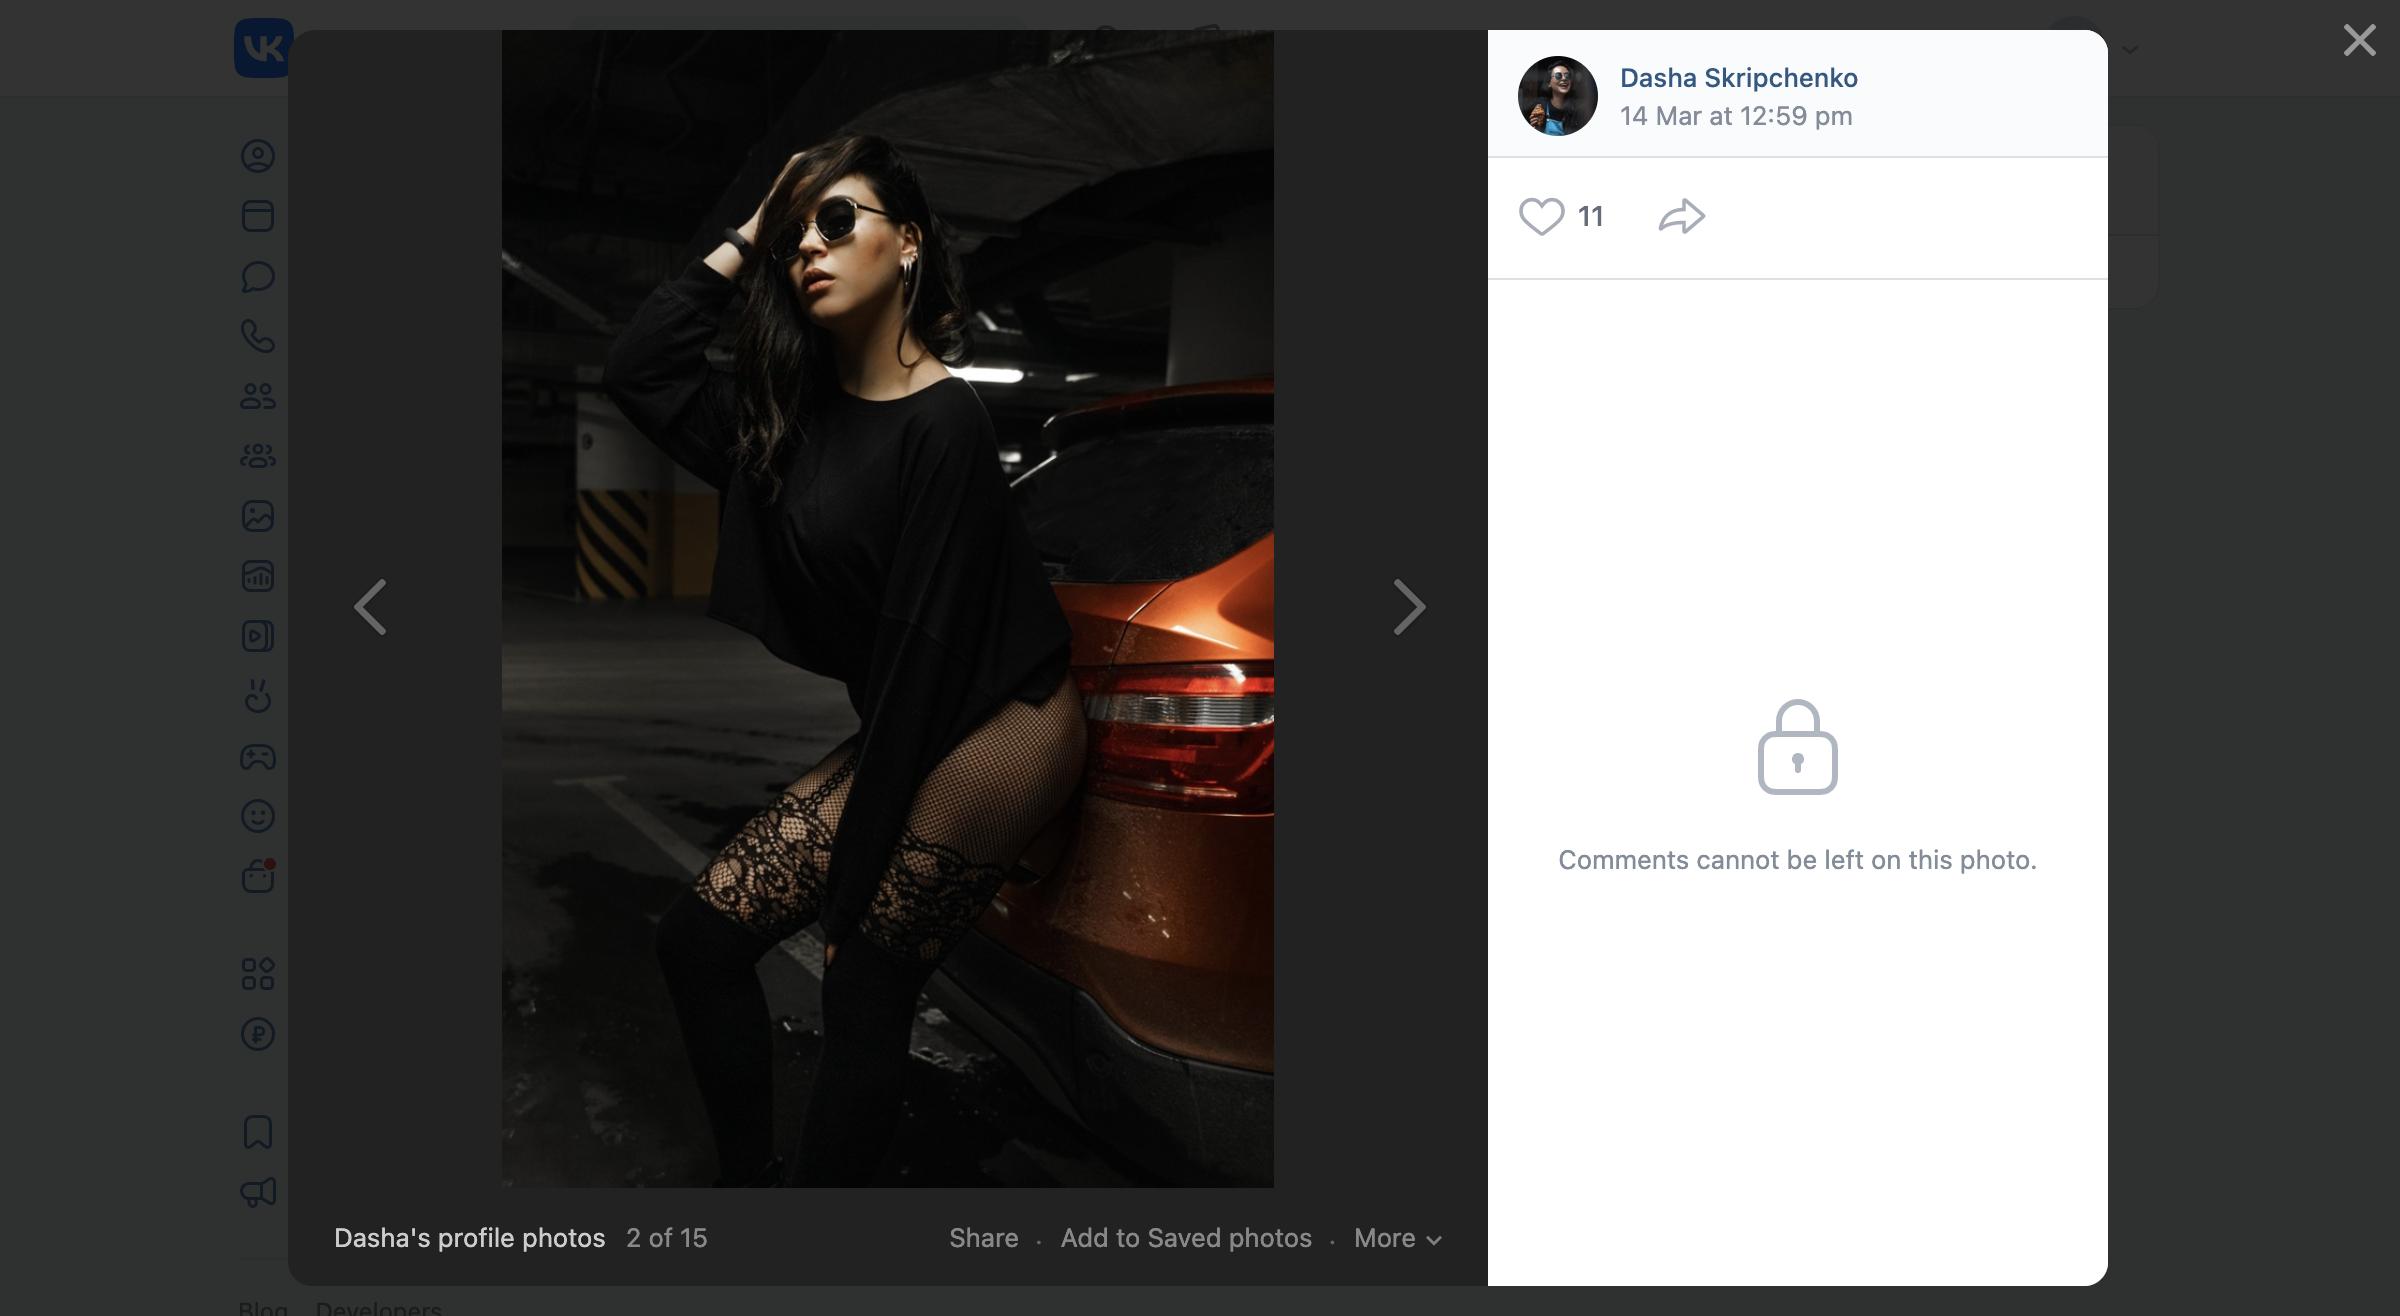 VK
Dasha Skripchenko
14 Mar at 12:59 pm
11
Comments cannot be left on this photo.
Dasha's profile photos 2 of 15
Share · Add to Saved photos · More
Blog Developers